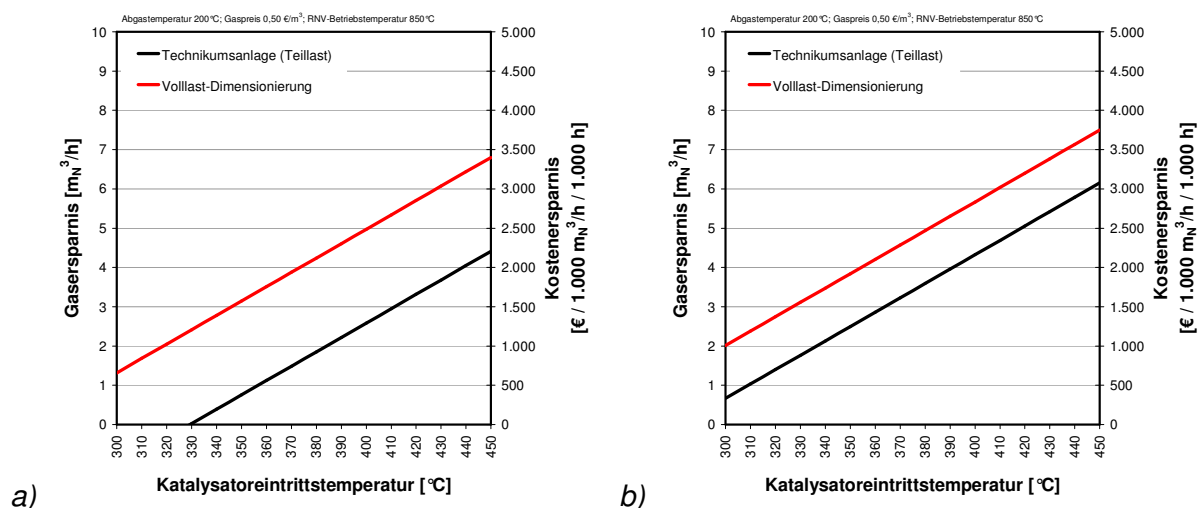 Abgastemperatur 200°C; Gaspreis 0,50 €/m³; RNV-Betriebstemperatur 850°C
10
9
8
7
6
5
4
3
2
1
0
5.000
4.500
4.000
3.500
3.000
2.500
2.000
1.500
1.000
500
0
Technikumsanlage (Teillast)
Volllast-Dimensionierung
Gasersparnis [m_N³/h]
Kostenersparnis
[€ / 1.000 m_N³/h / 1.000 h]
300 310 320 330 340 350 360 370 380 390 400 410 420 430 440 450
Katalysatoreintrittstemperatur [°C]
a)
Abgastemperatur 200°C; Gaspreis 0,50 €/m³; RNV-Betriebstemperatur 850°C
10
9
8
7
6
5
4
3
2
1
0
5.000
4.500
4.000
3.500
3.000
2.500
2.000
1.500
1.000
500
0
Technikumsanlage (Teillast)
Volllast-Dimensionierung
Gasersparnis [m_N³/h]
Kostenersparnis
[€ / 1.000 m_N³/h / 1.000 h]
300 310 320 330 340 350 360 370 380 390 400 410 420 430 440 450
Katalysatoreintrittstemperatur [°C]
b)